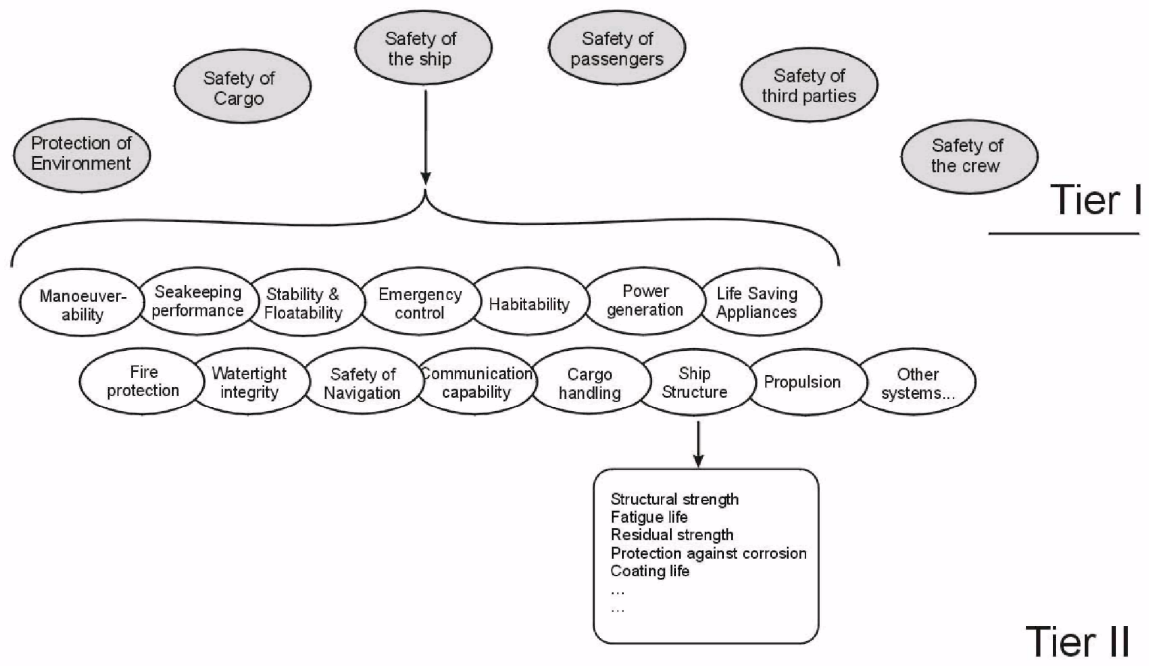 Safety of
the ship
Safety of
passengers
Safety of
Cargo
Safety of
third parties
Protection of
Environment
Safety of
the crew
Tier I
Manoeuver-
ability
Seakeeping
performance
Stability &
Floatability
Emergency
control
Habitability
Power
generation
Life Saving
Appliances
Fire
protection
Watertight
integrity
Safety of
Navigation
Communication
capability
Cargo
handling
Ship
Structure
Propulsion
Other
systems...
Structural strength
Fatigue life
Residual strength
Protection against corrosion
Coating life
...
...
Tier II